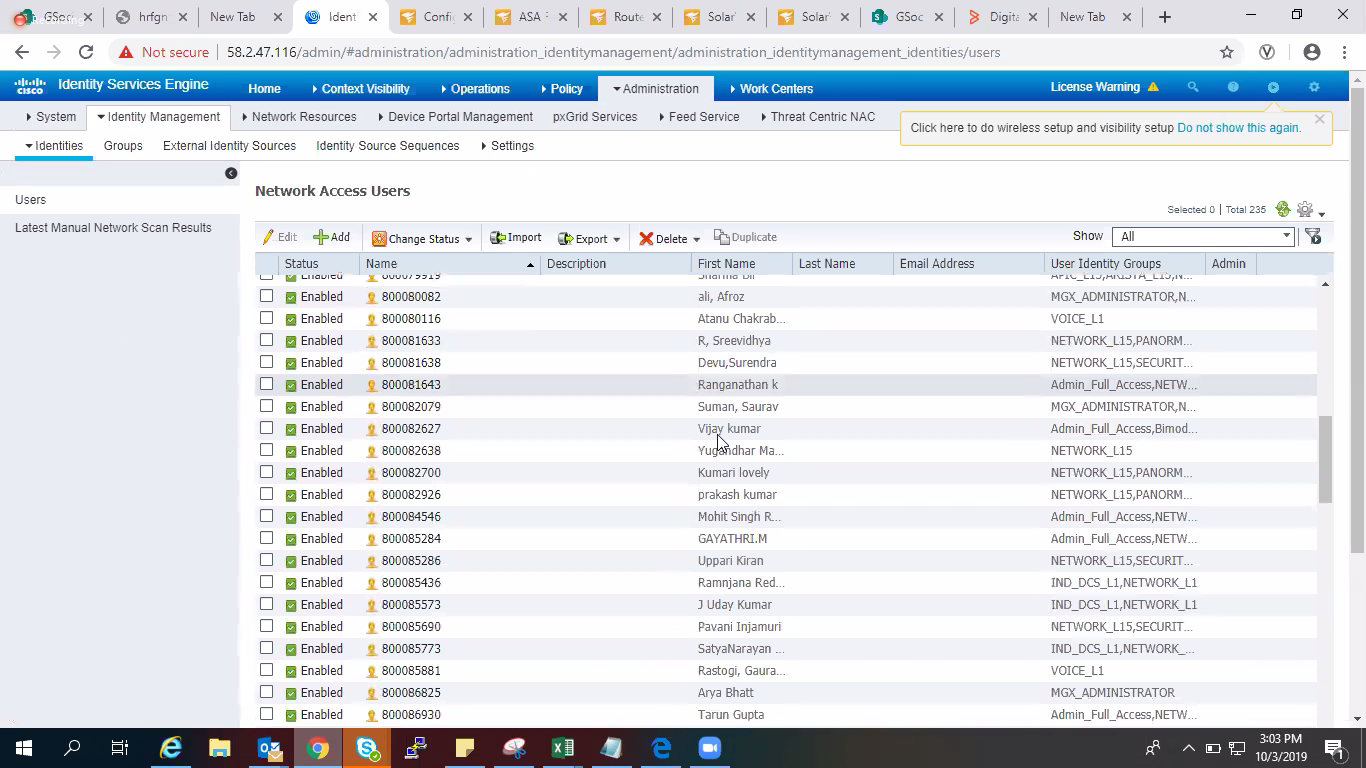 GSoc
hrfgn
New Tab
Ident
Confi
ASA
Route
Solar
Solar
GSoc
Digita
New Tab
Not secure 58.2.47.116/admin/#administration/administration_identitymanagement/administration_identitymanagement_identities/users
cisco Identity Services Engine Home Context Visibility Operations Policy Administration Work Centers License Warning
System Identity Management Network Resources Device Portal Management pxGrid Services Feed Service Threat Centric NAC
Click here to do wireless setup and visibility setup Do not show this again.
Identities Groups External Identity Sources Identity Source Sequences Settings
Users
Latest Manual Network Scan Results
Network Access Users
Selected 0 | Total 235
Edit Add Change Status Import Export Delete Duplicate Show All
Status Name Description First Name Last Name Email Address User Identity Groups Admin
Enabled 800079919 Sharma Bir APIC_L15,ARISTA_L15,N...
Enabled 800080082 ali, Afroz MGX_ADMINISTRATOR,N...
Enabled 800080116 Atanu Chakrab... VOICE_L1
Enabled 800081633 R, Sreevidhya NETWORK_L15,PANORM...
Enabled 800081638 Devu,Surendra NETWORK_L15,SECURIT...
Enabled 800081643 Ranganathan k Admin_Full_Access,NETW...
Enabled 800082079 Suman, Saurav MGX_ADMINISTRATOR,N...
Enabled 800082627 Vijay kumar Admin_Full_Access,Bimod...
Enabled 800082638 Yugandhar Ma... NETWORK_L15
Enabled 800082700 Kumari lovely NETWORK_L15,PANORM...
Enabled 800082926 prakash kumar NETWORK_L15,PANORM...
Enabled 800084546 Mohit Singh R... Admin_Full_Access,NETW...
Enabled 800085284 GAYATHRI.M Admin_Full_Access,NETW...
Enabled 800085286 Uppari Kiran NETWORK_L15,SECURIT...
Enabled 800085436 Ramnjana Red... IND_DCS_L1,NETWORK_L1
Enabled 800085573 J Uday Kumar IND_DCS_L1,NETWORK_L1
Enabled 800085690 Pavani Injamuri NETWORK_L15,SECURIT...
Enabled 800085773 SatyaNarayan ... IND_DCS_L1,NETWORK_...
Enabled 800085881 Rastogi, Gaura... VOICE_L1
Enabled 800086825 Arya Bhatt MGX_ADMINISTRATOR
Enabled 800086930 Tarun Gupta Admin_Full_Access,NETW...
3:03 PM
10/3/2019
1